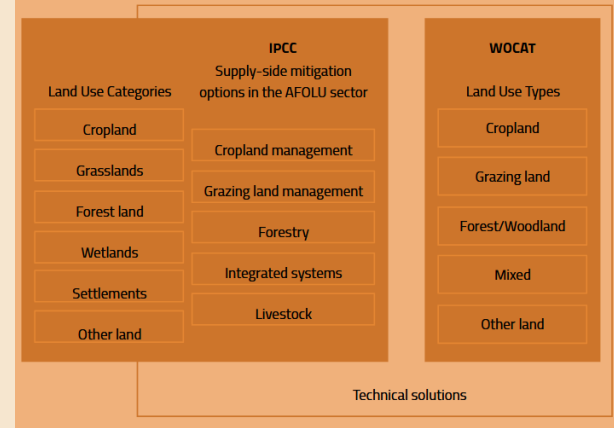 IPCC
Supply-side mitigation
options in the AFOLU sector
Land Use Categories
Cropland
Grasslands
Forest land
Wetlands
Settlements
Other land
Cropland management
Grazing land management
Forestry
Integrated systems
Livestock
WOCAT
Land Use Types
Cropland
Grazing land
Forest/Woodland
Mixed
Other land
Technical solutions